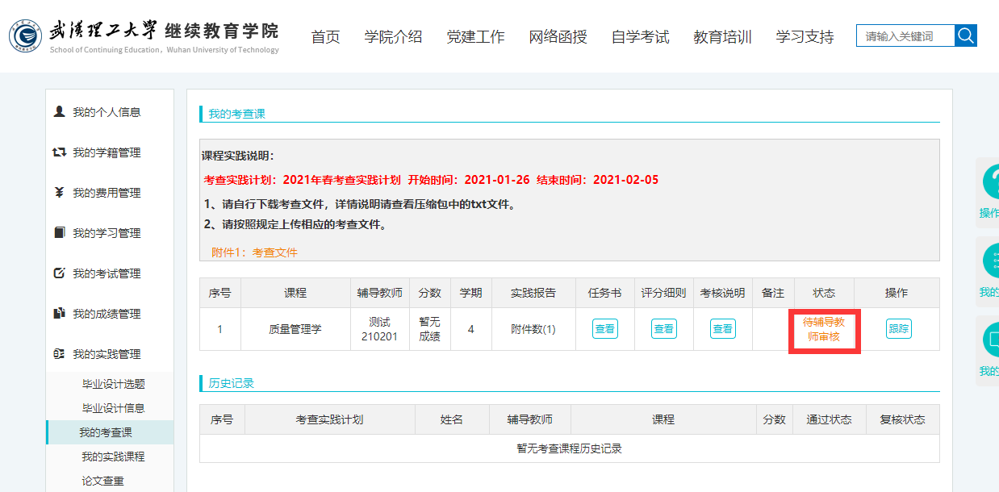 武汉理工大学 继续教育学院
School of Continuing Education, Wuhan University of Technology
首页 学院介绍 党建工作 网络函授 自学考试 教育培训 学习支持 请输入关键词
我的个人信息
我的学籍管理
我的费用管理
我的学习管理
我的考试管理
我的成绩管理
我的实践管理
毕业设计选题
毕业设计信息
我的考查课
我的实践课程
论文查重
我的考查课
课程实践说明：
考查实践计划：2021年春考查实践计划 开始时间：2021-01-26 结束时间：2021-02-05
1、请自行下载考查文件，详情说明请查看压缩包中的txt文件。
2、请按照规定上传相应的考查文件。
附件1：考查文件
序号 课程 辅导教师 分数 学期 实践报告 任务书 评分细则 考核说明 备注 状态 操作
1 质量管理学 测试210201 暂无成绩 4 附件数(1) 查看 查看 查看 待辅导教师审核 跟踪
历史记录
序号 考查实践计划 姓名 辅导教师 课程 分数 通过状态 复核状态
暂无考查课程历史记录
操作
我的
我的